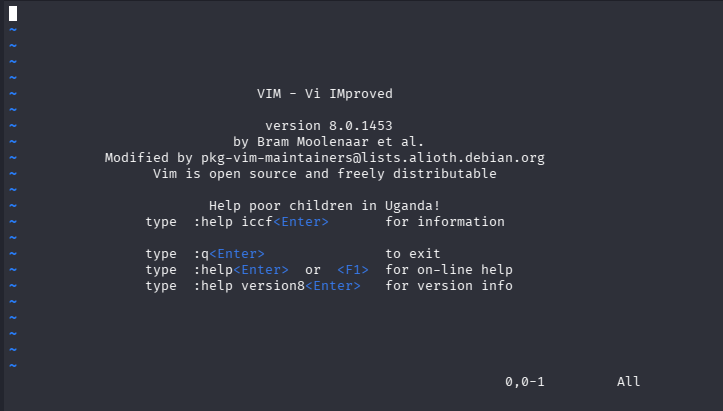 ~
~
~
~
VIM - Vi IMproved
~
~
version 8.0.1453
~
by Bram Moolenaar et al.
~
Modified by pkg-vim-maintainers@lists.alioth.debian.org
~
Vim is open source and freely distributable
~
~
Help poor children in Uganda!
~
type :help iccf<Enter> for information
~
~
type :q<Enter> to exit
~
type :help<Enter> or <F1> for on-line help
~
type :help version8<Enter> for version info
~
~
~
~
~
~
0,0-1 All